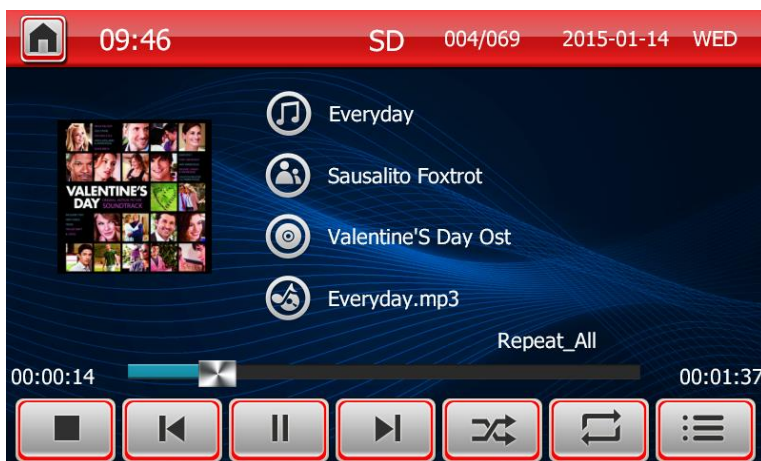 09:46 SD 004/069 2015-01-14 WED
Everyday
Sausalito Foxtrot
VALENTINE'S
DAY
SOUNDTRACK
Valentine'S Day Ost
Everyday.mp3
Repeat_All
00:00:14 00:01:37